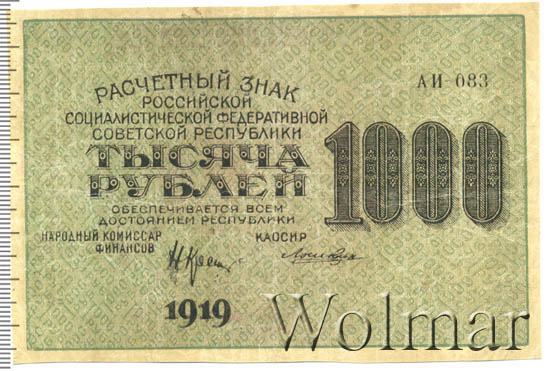 АИ 083
РАСЧЕТНЫЙ ЗНАК
РОССИЙСКОЙ
СОЦИАЛИСТИЧЕСКОЙ ФЕДЕРАТИВНОЙ
СОВЕТСКОЙ РЕСПУБЛИКИ
ТЫСЯЧА
РУБЛЕЙ
1000
ОБЕСПЕЧИВАЕТСЯ ВСЕМ
ДОСТОЯНИЕМ РЕСПУБЛИКИ
НАРОДНЫЙ КОМИССАР
ФИНАНСОВ
КАССИР
1919
Wolmar